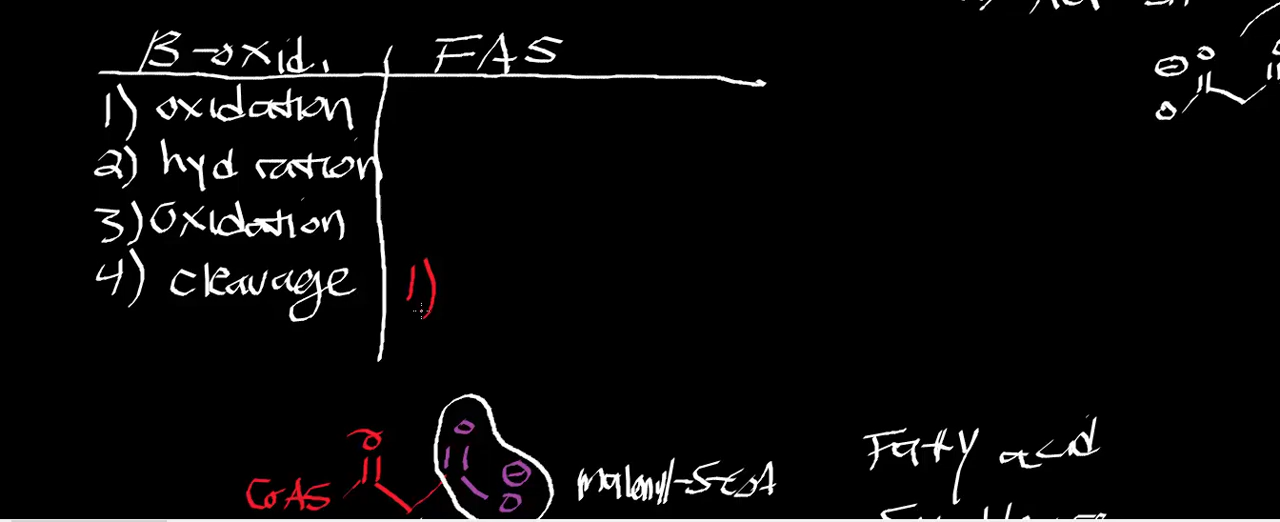 β-oxid. FAS
1) oxidation
2) hydration
3) Oxidation
4) cleavage 1)
O O
CoAS ⊖ O malonyl-SCoA
Fatty acid
⊖ O
O